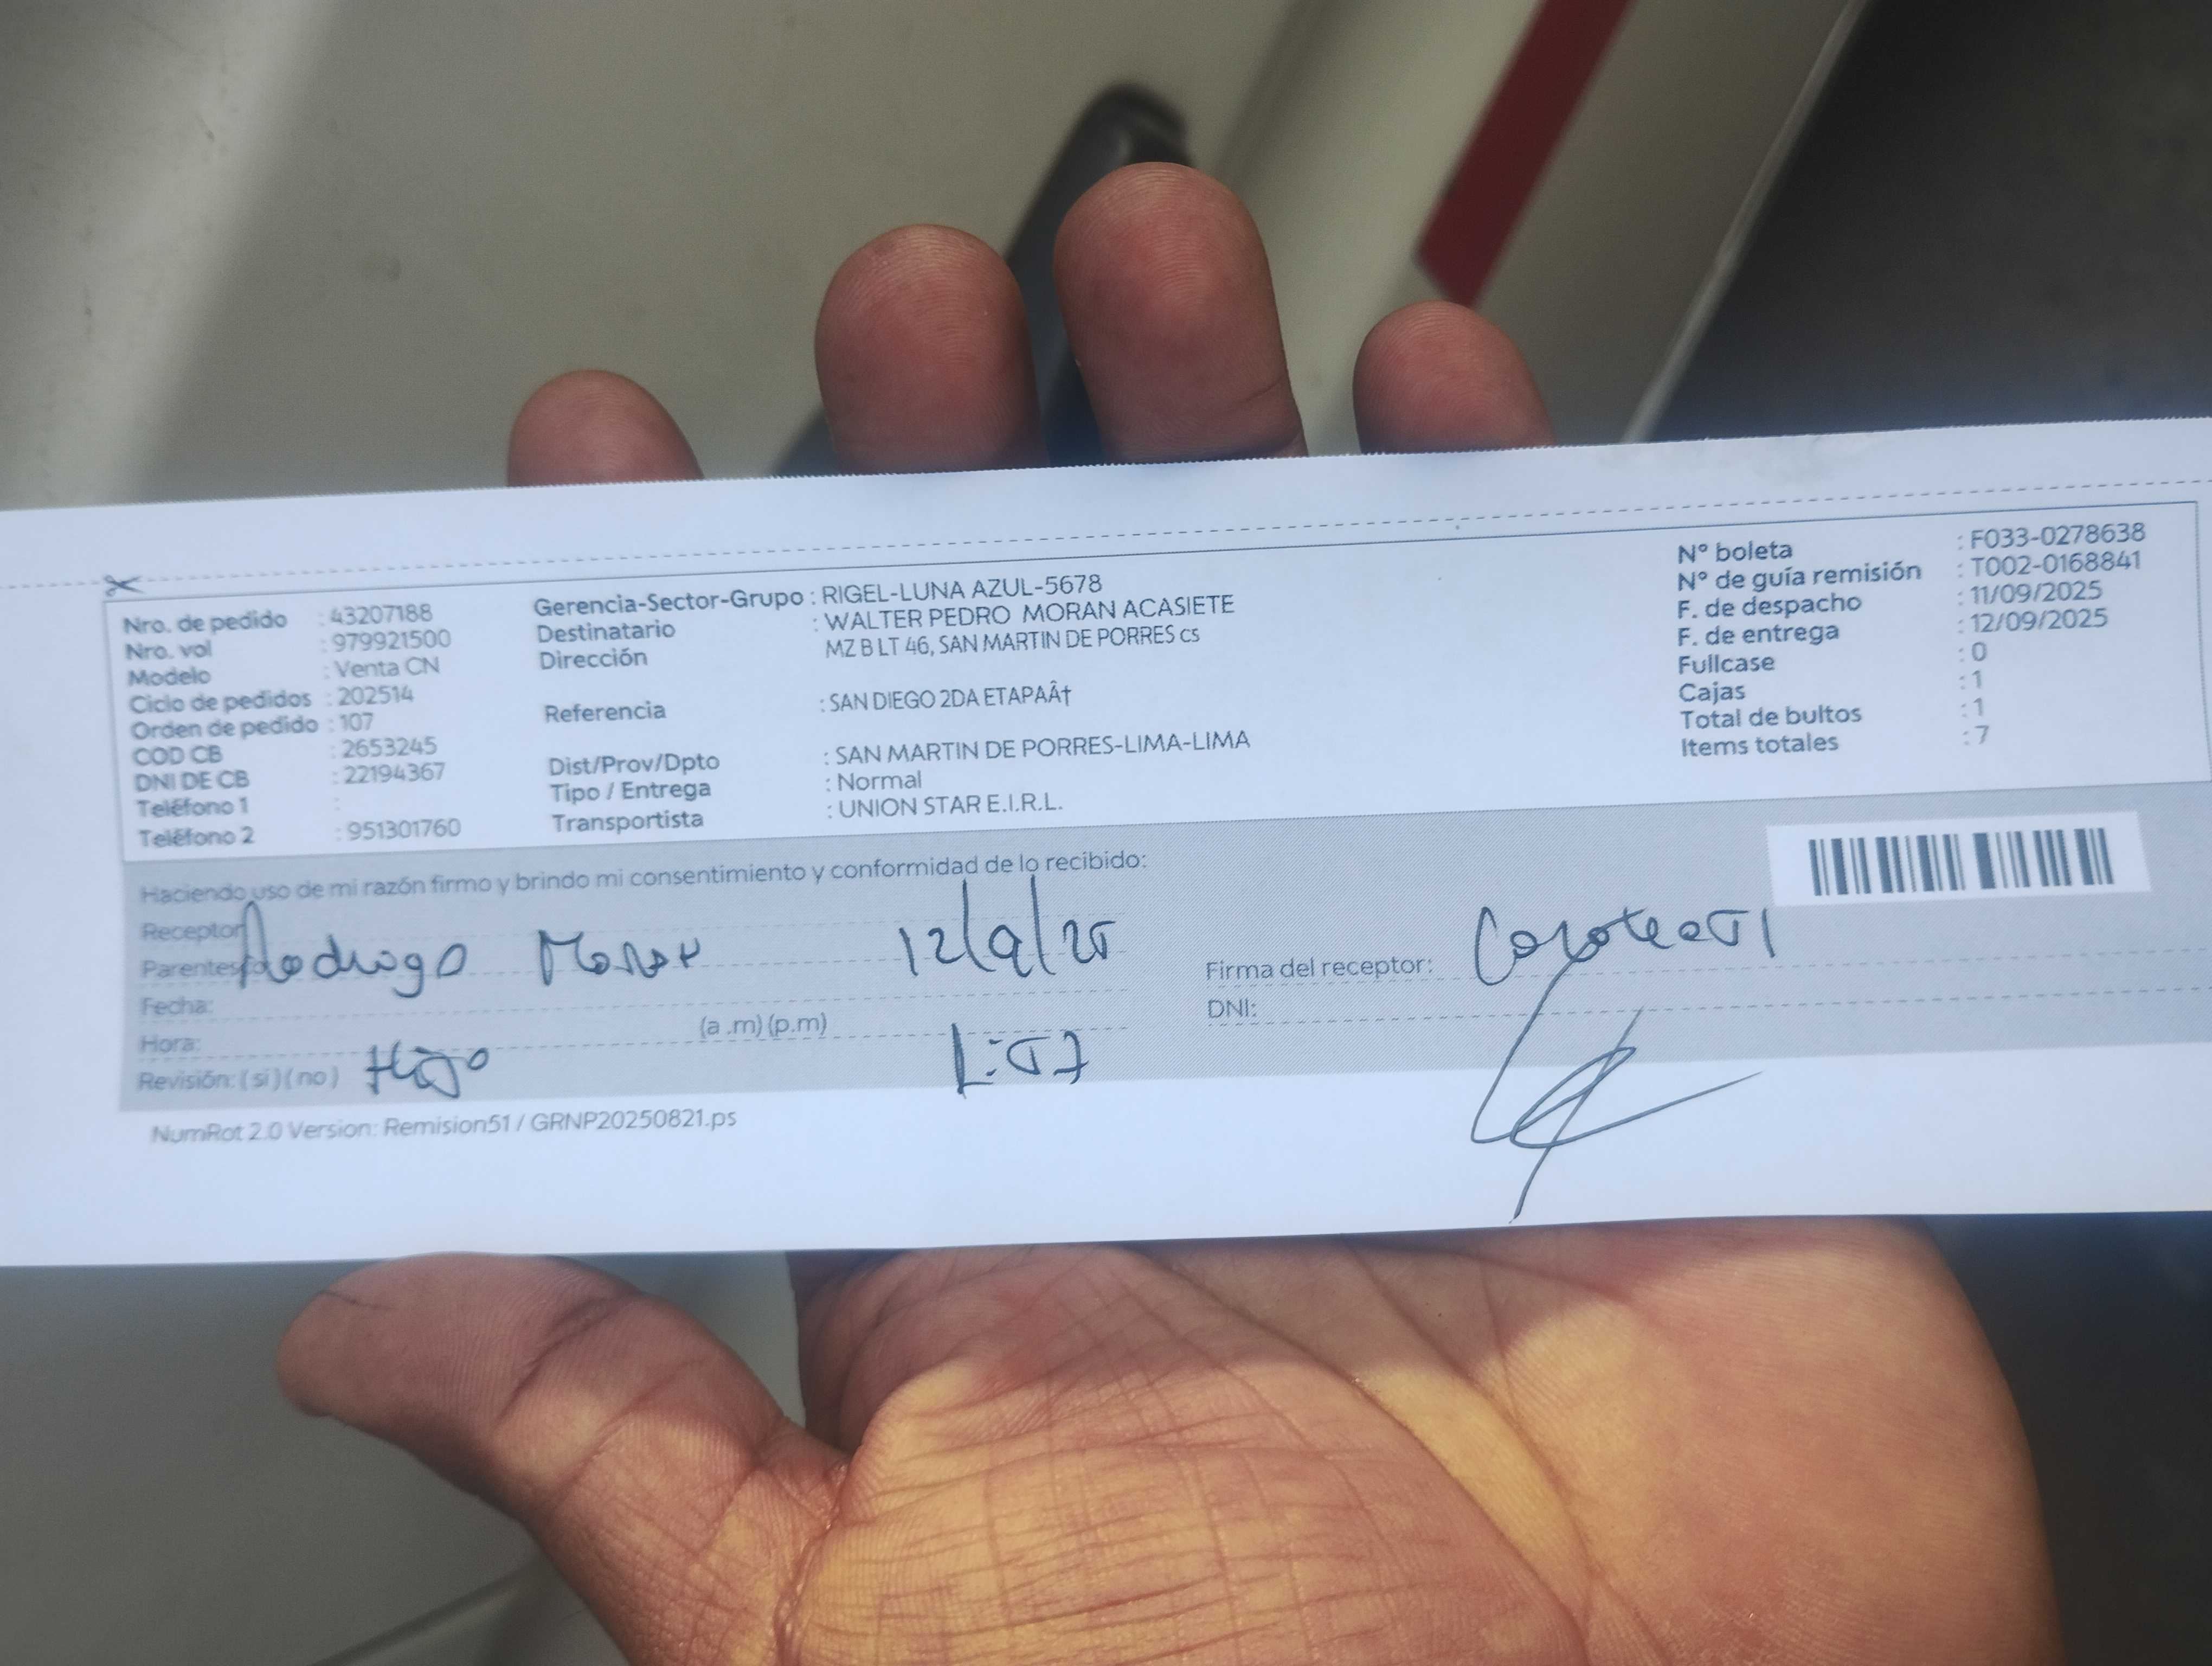 Nro. de pedido : 43207188
Nro. vol : 979921500
Modelo : Venta CN
Ciclo de pedidos : 202514
Orden de pedido : 107
COD CB : 2653245
DNI DE CB : 22194367
Teléfono 1 :
Teléfono 2 : 951301760
Gerencia-Sector-Grupo : RIGEL-LUNA AZUL-5678
Destinatario : WALTER PEDRO MORAN ACASIETE
Dirección MZ B LT 46, SAN MARTIN DE PORRES cs
Referencia : SAN DIEGO 2DA ETAPAÂ†
Dist/Prov/Dpto : SAN MARTIN DE PORRES-LIMA-LIMA
Tipo / Entrega : Normal
Transportista : UNION STAR E.I.R.L.
N° boleta : F033-0278638
N° de guía remisión : T002-0168841
F. de despacho : 11/09/2025
F. de entrega : 12/09/2025
Fullcase : 0
Cajas : 1
Total de bultos : 1
Items totales : 7
Haciendo uso de mi razón firmo y brindo mi consentimiento y conformidad de lo recibido:
Receptor
Parentesco
Rodrigo Moran 12/9/25
Firma del receptor:
Fecha:
DNI:
Hora: (a .m) (p.m)
Revisión: ( si ) ( no ) Hijo
NumRot 2.0 Version: Remision51 / GRNP20250821.ps